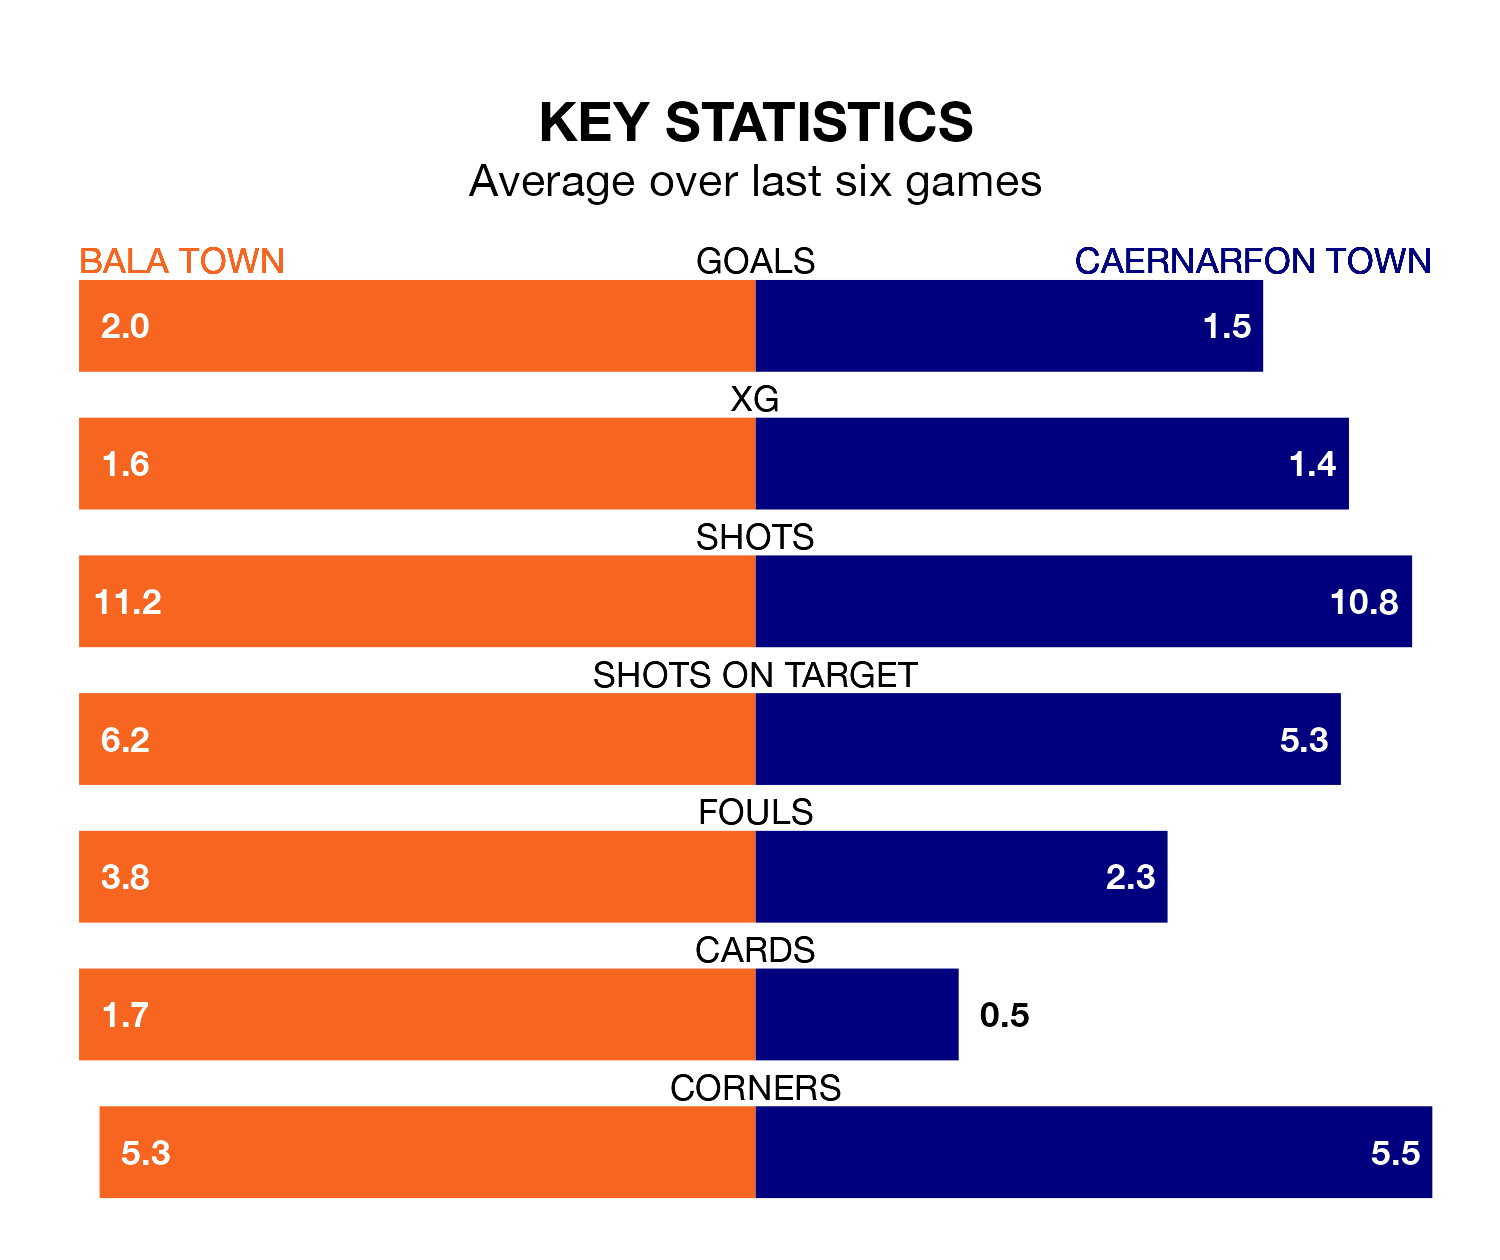 KEY STATISTICS
Average over last six games
BALA TOWN GOALS CAERNARFON TOWN
2.0 1.5
XG
1.6 1.4
SHOTS
11.2 10.8
SHOTS ON TARGET
6.2 5.3
FOULS
3.8 2.3
CARDS
1.7 0.5
CORNERS
5.3 5.5